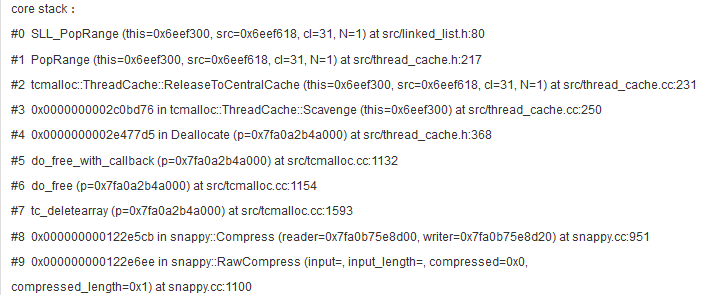 core stack：
#0 SLL_PopRange (this=0x6eef300, src=0x6eef618, cl=31, N=1) at src/linked_list.h:80
#1 PopRange (this=0x6eef300, src=0x6eef618, cl=31, N=1) at src/thread_cache.h:217
#2 tcmalloc::ThreadCache::ReleaseToCentralCache (this=0x6eef300, src=0x6eef618, cl=31, N=1) at src/thread_cache.cc:231
#3 0x0000000002c0bd76 in tcmalloc::ThreadCache::Scavenge (this=0x6eef300) at src/thread_cache.cc:250
#4 0x0000000002e477d5 in Deallocate (p=0x7fa0a2b4a000) at src/thread_cache.h:368
#5 do_free_with_callback (p=0x7fa0a2b4a000) at src/tcmalloc.cc:1132
#6 do_free (p=0x7fa0a2b4a000) at src/tcmalloc.cc:1154
#7 tc_deletearray (p=0x7fa0a2b4a000) at src/tcmalloc.cc:1593
#8 0x000000000122e5cb in snappy::Compress (reader=0x7fa0b75e8d00, writer=0x7fa0b75e8d20) at snappy.cc:951
#9 0x000000000122e6ee in snappy::RawCompress (input=, input_length=, compressed=0x0,
compressed_length=0x1) at snappy.cc:1100